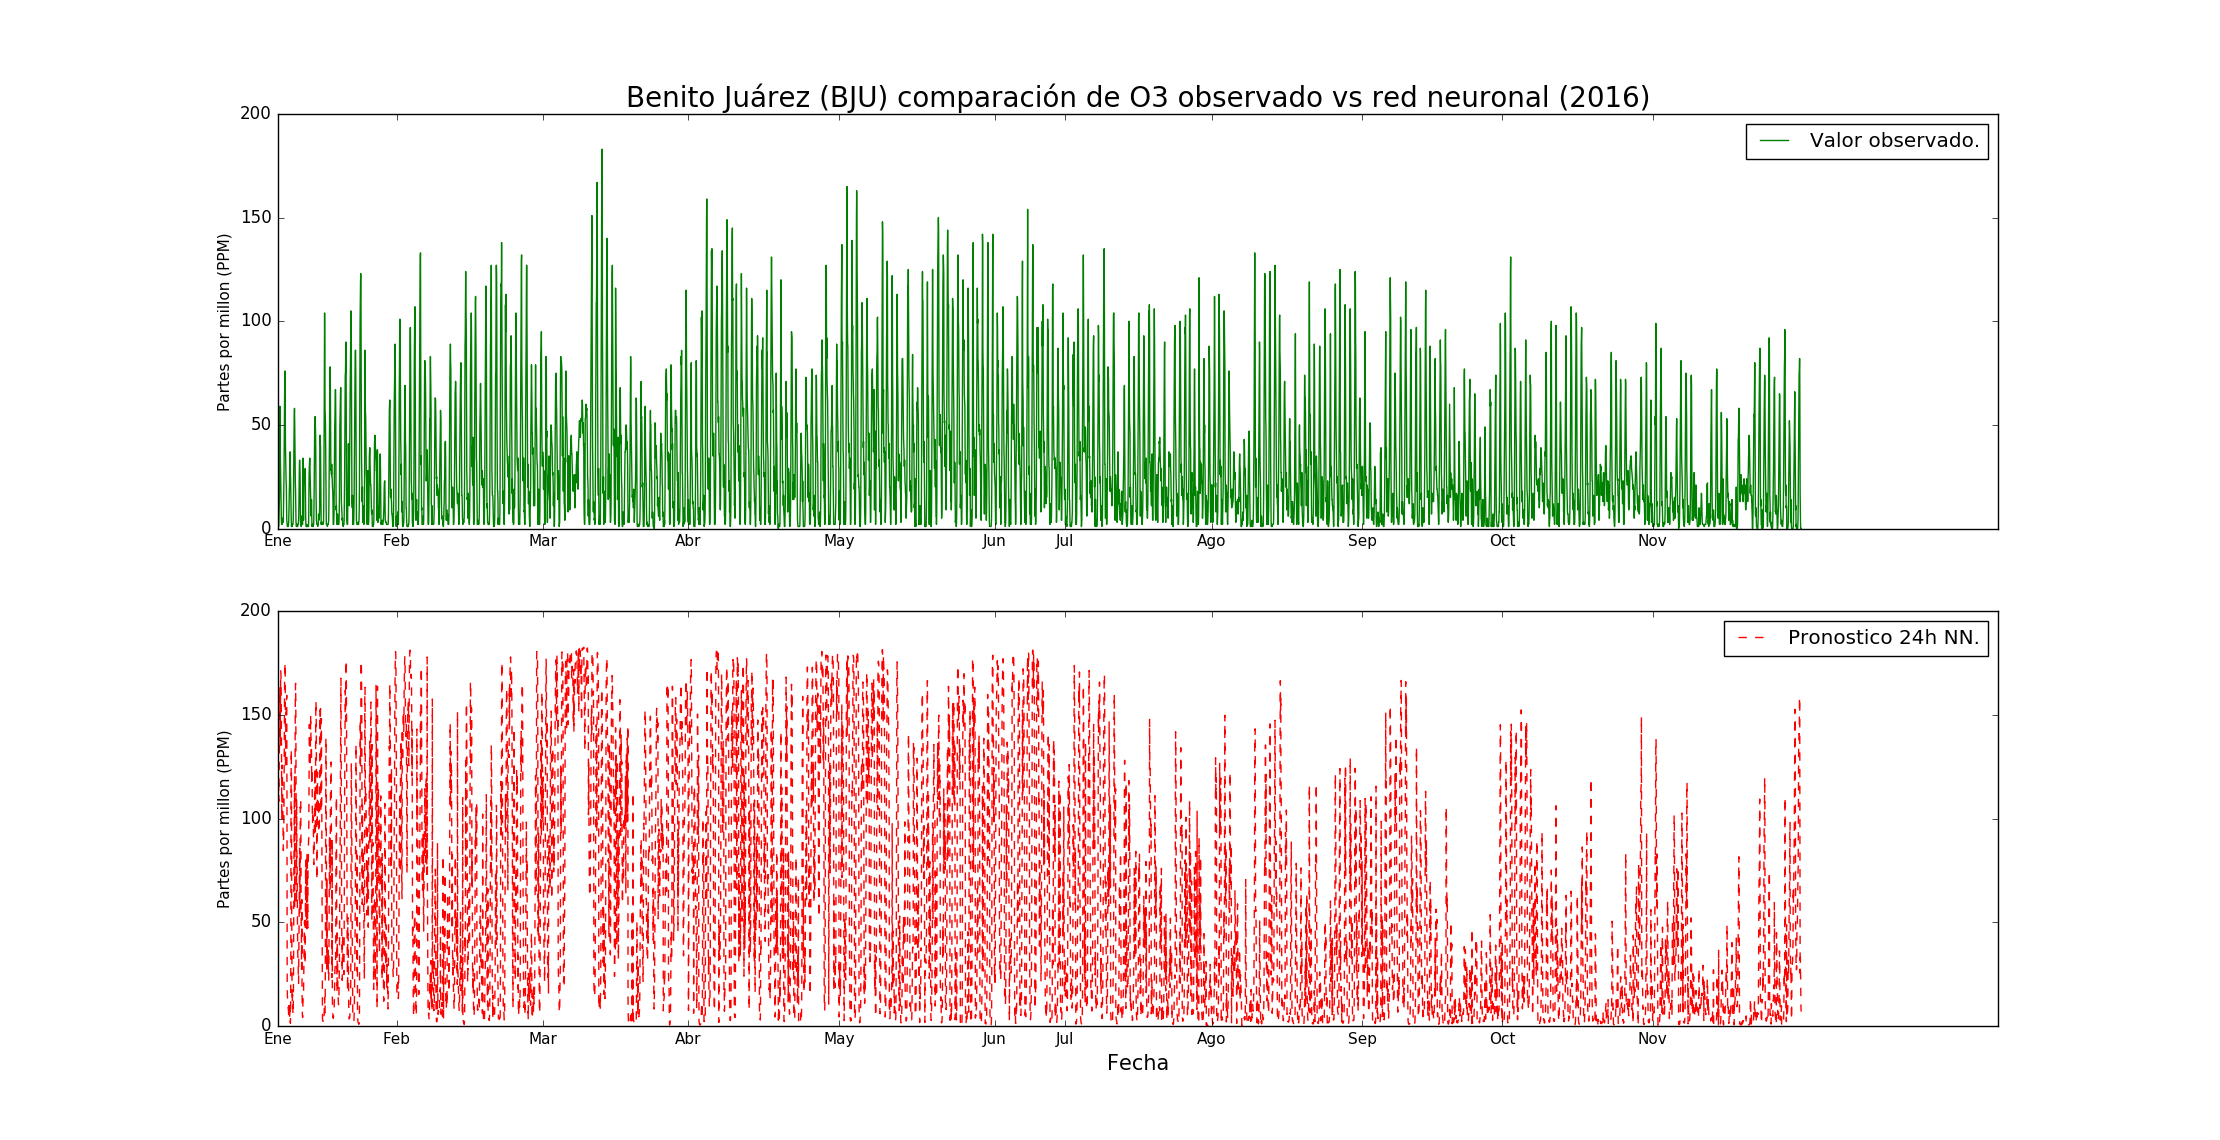 Benito Juárez (BJU) comparación de O3 observado vs red neuronal (2016)
200
150
100
50
0
Partes por millon (PPM)
Valor observado.
Ene Feb Mar Abr May Jun Jul Ago Sep Oct Nov
200
150
100
50
0
Partes por millon (PPM)
Pronostico 24h NN.
Ene Feb Mar Abr May Jun Jul Ago Sep Oct Nov
Fecha